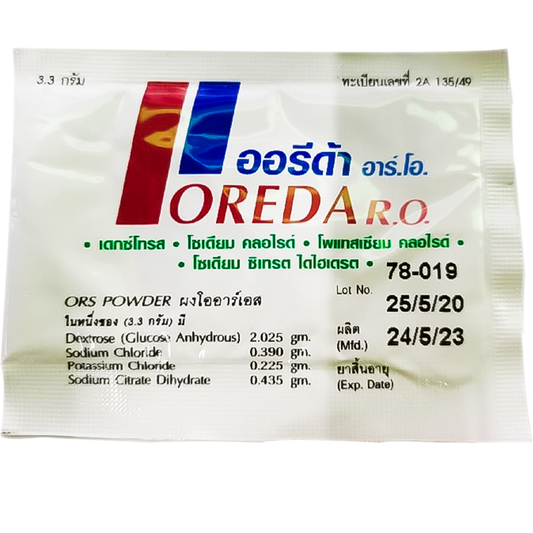 3.3 กรัม
ทะเบียนเลขที่ 2A 135/49
ออรีด้า อาร์.โอ.
OREDA R.O.
• เดกซ์โทรส • โซเดียม คลอไรด์ • โพแทสเซียม คลอไรด์ •
• โซเดียม ซิเทรต ไดไฮเดรต •
78-019
Lot No.
25/5/20
ผลิต
(Mfd.)
24/5/23
ยาสิ้นอายุ
(Exp. Date)
ORS POWDER ผงโออาร์เอส
ในหนึ่งซอง (3.3 กรัม) มี
Dextrose (Glucose Anhydrous) 2.025 gm.
Sodium Chloride 0.390 gm.
Potassium Chloride 0.225 gm.
Sodium Citrate Dihydrate 0.435 gm.